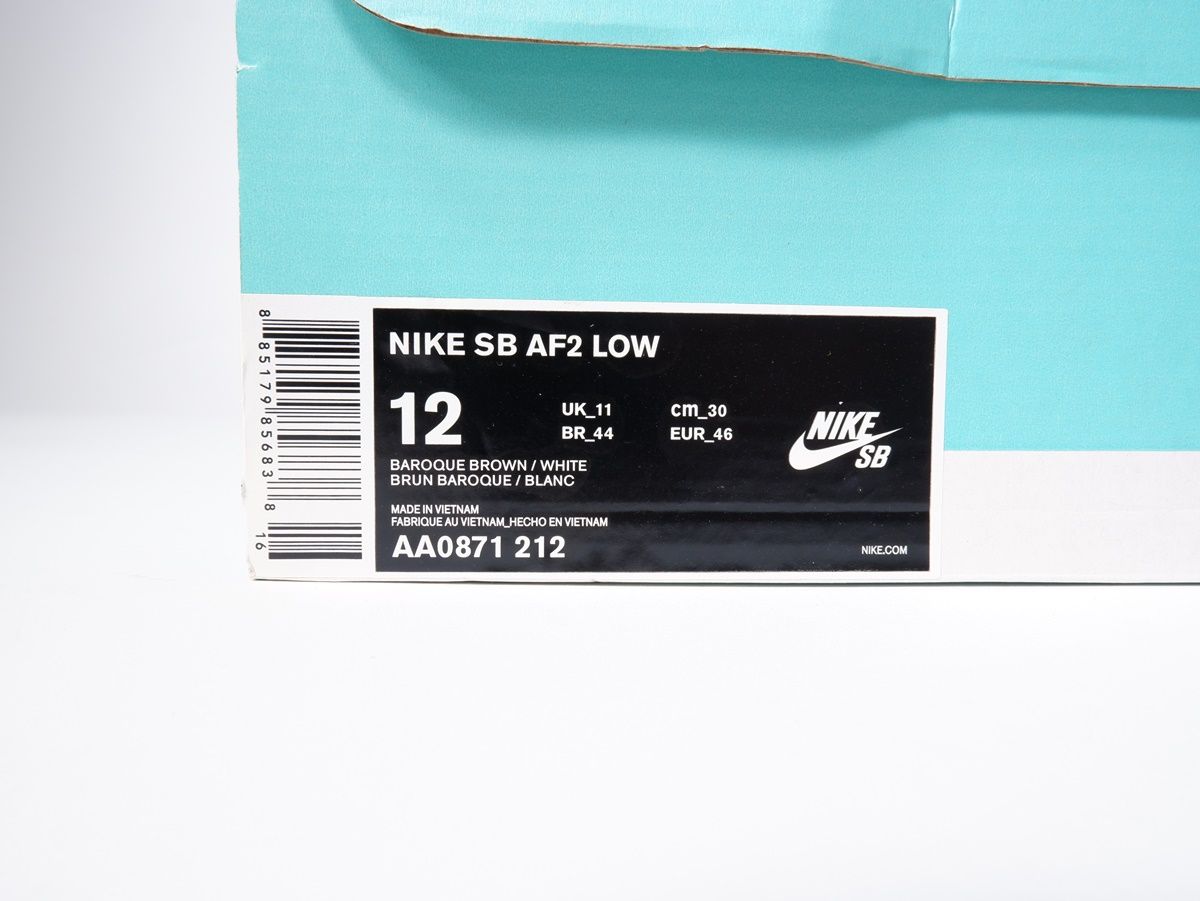 NIKE SB AF2 LOW
12
UK_11 cm_30
BR_44 EUR_46
BAROQUE BROWN / WHITE
BRUN BAROQUE / BLANC
MADE IN VIETNAM
FABRIQUE AU VIETNAM_HECHO EN VIETNAM
AA0871 212
NIKE
SB
NIKE.COM
8 85179 85683 8
16